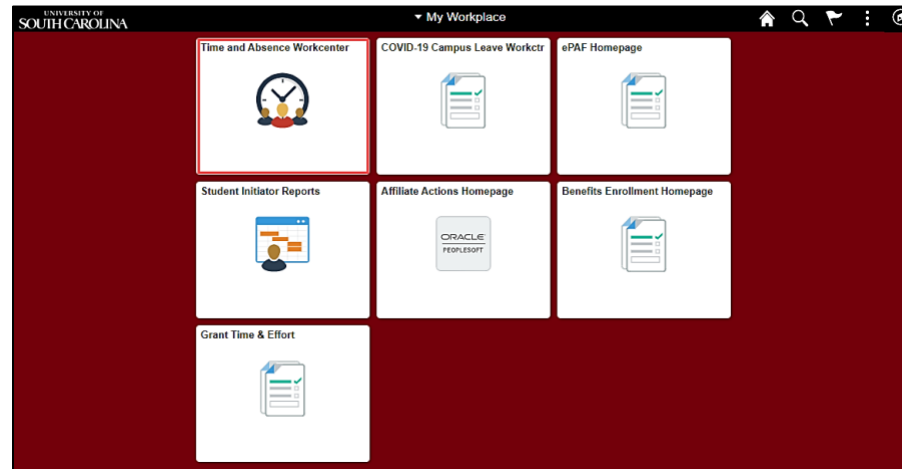 UNIVERSITY OF
SOUTH CAROLINA
My Workplace
Time and Absence Workcenter
COVID-19 Campus Leave Workctr
ePAF Homepage
Student Initiator Reports
Affiliate Actions Homepage
ORACLE
PEOPLESOFT
Benefits Enrollment Homepage
Grant Time & Effort